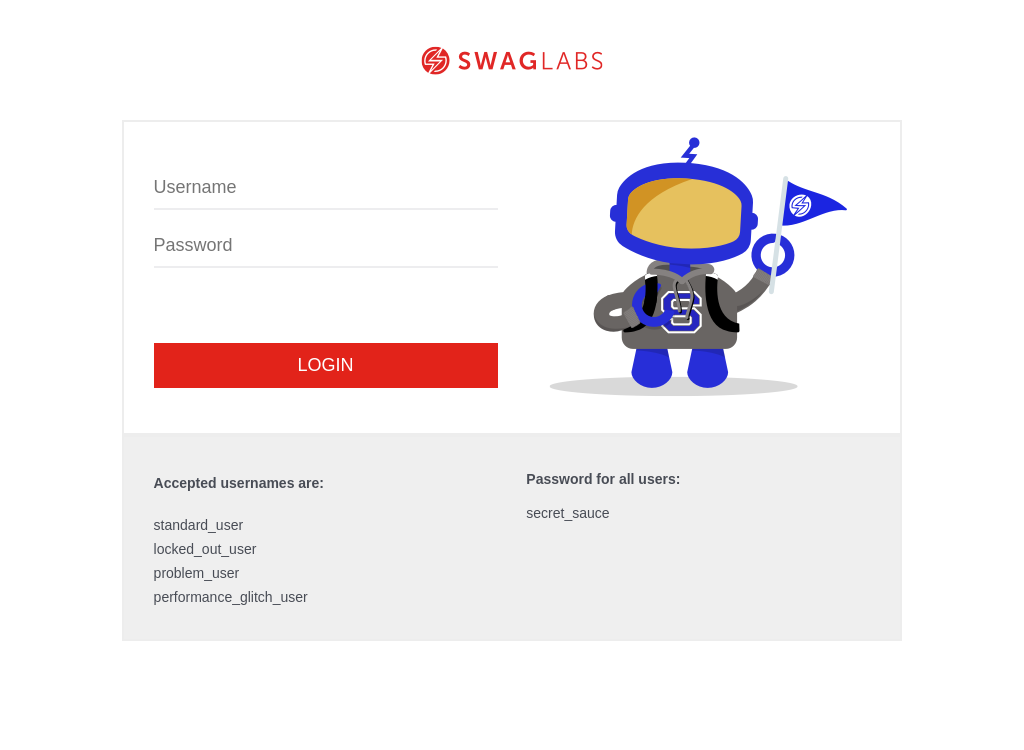 SWAGLABS
Username
Password
S
LOGIN
Accepted usernames are:
standard_user
locked_out_user
problem_user
performance_glitch_user
Password for all users:
secret_sauce